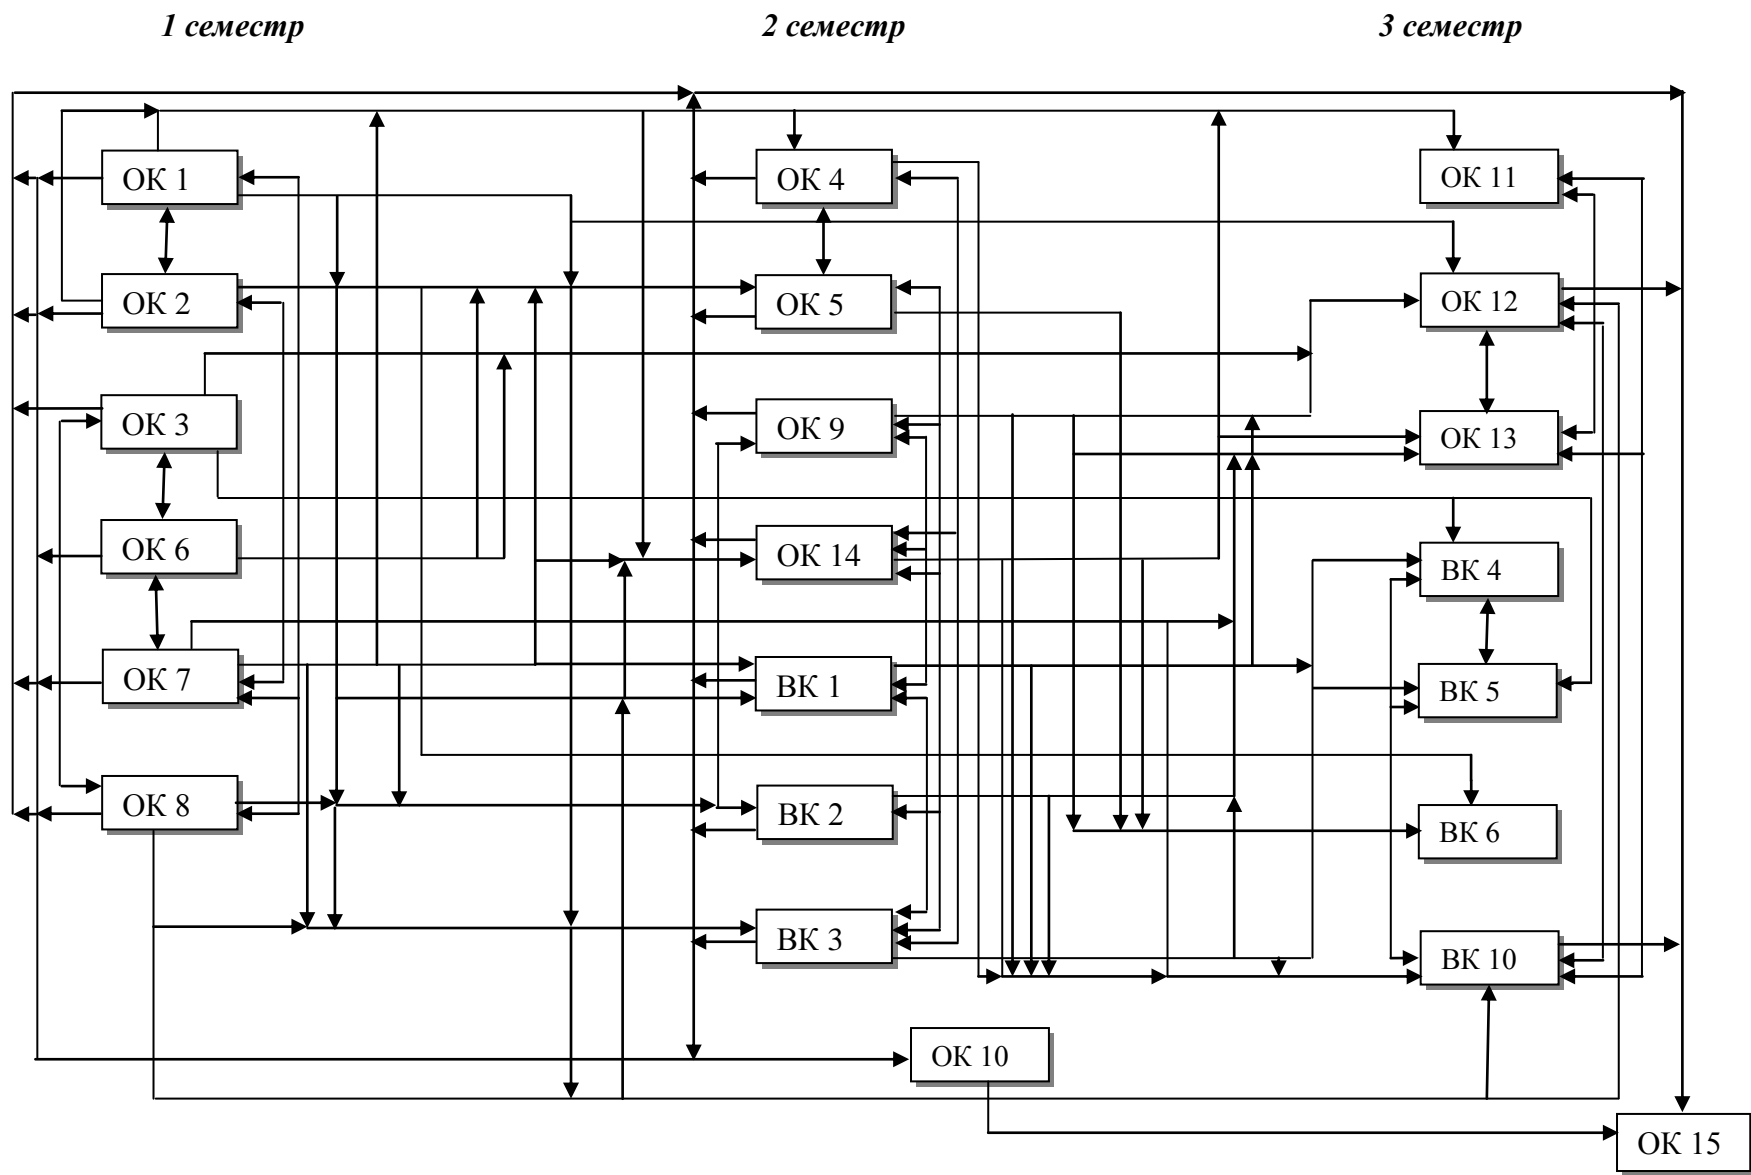 1 семестр 2 семестр 3 семестр
ОК 1 ОК 4 ОК 11
ОК 2 ОК 5 ОК 12
ОК 3 ОК 9 ОК 13
ОК 6 ОК 14 ВК 4
ОК 7 ВК 1 ВК 5
ОК 8 ВК 2 ВК 6
ВК 3 ВК 10
ОК 10
ОК 15